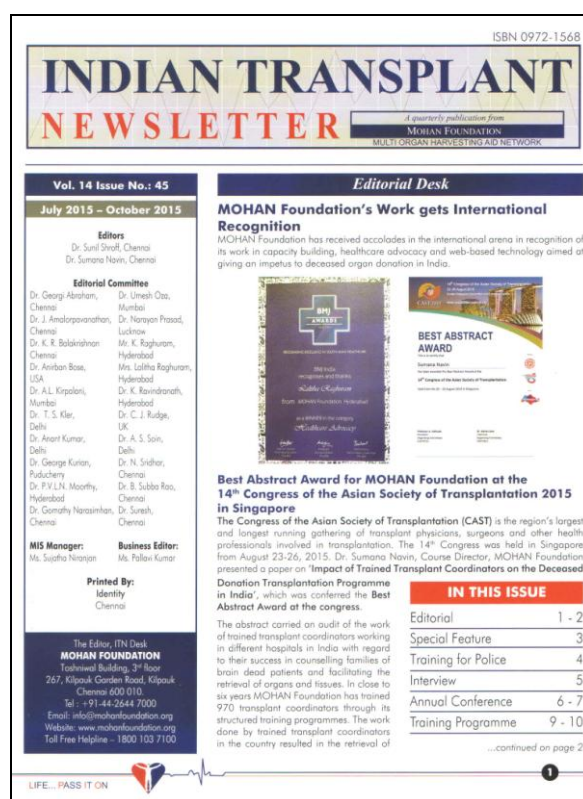 ISBN 0972-1568
INDIAN TRANSPLANT
NEWSLETTER
A quarterly publication from
MOHAN FOUNDATION
MULTI ORGAN HARVESTING AID NETWORK
Vol. 14 Issue No.: 45
July 2015 – October 2015
Editors
Dr. Sunil Shroff, Chennai
Dr. Sumana Navin, Chennai
Editorial Committee
Dr. Georgi Abraham,
Chennai
Dr. J. Amalorpavanathan,
Chennai
Dr. K. R. Balakrishnan
Chennai
Dr. Anirban Bose,
USA
Dr. A.L. Kirpalani,
Mumbai
Dr. T. S. Kler,
Delhi
Dr. Anant Kumar,
Delhi
Dr. George Kurian,
Puducherry
Dr. P.V.L.N. Moorthy,
Hyderabad
Dr. Gomathy Narasimhan,
Chennai
Dr. Umesh Oza,
Mumbai
Dr. Narayan Prasad,
Lucknow
Mr. K. Raghuram,
Hyderabad
Mrs. Lalitha Raghuram,
Hyderabad
Dr. K. Ravindranath,
Hyderabad
Dr. C. J. Rudge,
UK
Dr. A. S. Soin,
Delhi
Dr. N. Sridhar,
Chennai
Dr. B. Subba Rao,
Chennai
Dr. Suresh,
Chennai
MIS Manager:
Ms. Sujatha Niranjan
Business Editor:
Ms. Pallavi Kumar
Printed By:
Identity
Chennai
The Editor, ITN Desk
MOHAN FOUNDATION
Toshniwal Building, 3rd floor
267, Kilpauk Garden Road, Kilpauk
Chennai 600 010.
Tel : +91-44-2644 7000
Email: info@mohanfoundation.org
Website: www.mohanfoundation.org
Toll Free Helpline – 1800 103 7100
Editorial Desk
MOHAN Foundation's Work gets International
Recognition
MOHAN Foundation has received accolades in the international arena in recognition of
its work in capacity building, healthcare advocacy and web-based technology aimed at
giving an impetus to deceased organ donation in India.
BMJ
AWARDS
BMJ India
recognises and thanks
Lalitha Raghuram
from MOHAN Foundation Hyderabad
Healthcare Advocacy
BEST ABSTRACT
AWARD
Sumana Navin
Best Abstract Award for MOHAN Foundation at the
14th Congress of the Asian Society of Transplantation 2015
in Singapore
The Congress of the Asian Society of Transplantation (CAST) is the region's largest
and longest running gathering of transplant physicians, surgeons and other health
professionals involved in transplantation. The 14th Congress was held in Singapore
from August 23-26, 2015. Dr. Sumana Navin, Course Director, MOHAN Foundation
presented a paper on 'Impact of Trained Transplant Coordinators on the Deceased
Donation Transplantation Programme
in India', which was conferred the Best
Abstract Award at the congress.
The abstract carried an audit of the work
of trained transplant coordinators working
in different hospitals in India with regard
to their success in counselling families of
brain dead patients and facilitating the
retrieval of organs and tissues. In close to
six years MOHAN Foundation has trained
970 transplant coordinators through its
structured training programmes. The work
done by trained transplant coordinators
in the country resulted in the retrieval of
IN THIS ISSUE
Editorial 1 - 2
Special Feature 3
Training for Police 4
Interview 5
Annual Conference 6 - 7
Training Programme 9 - 10
...continued on page 2
LIFE... PASS IT ON
1